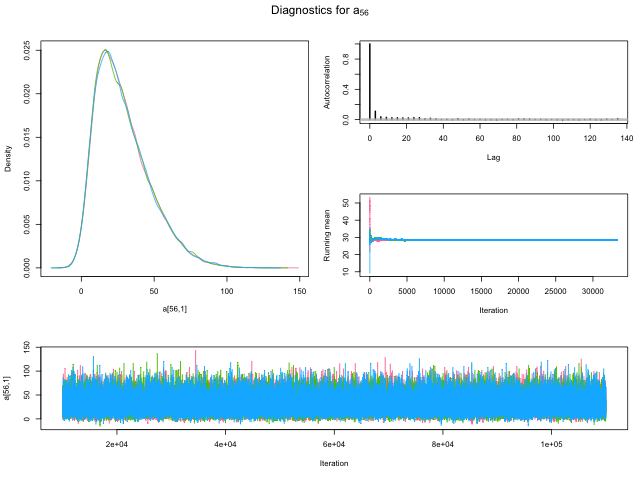 Diagnostics for a56
0.025
0.020
0.015
0.010
0.005
0.000
Density
0 50 100 150
a[56,1]
0.0 0.4 0.8
Autocorrelation
0 20 40 60 80 100 120 140
Lag
10 20 30 40 50
Running mean
0 5000 10000 15000 20000 25000 30000
Iteration
0 50 100 150
a[56,1]
2e+04 4e+04 6e+04 8e+04 1e+05
Iteration